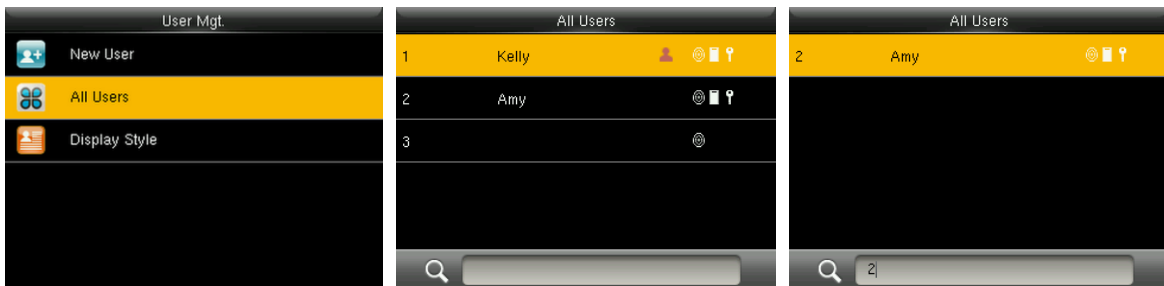 User Mgt.
New User
All Users
Display Style
All Users
1 Kelly
2 Amy
3
All Users
2 Amy
2